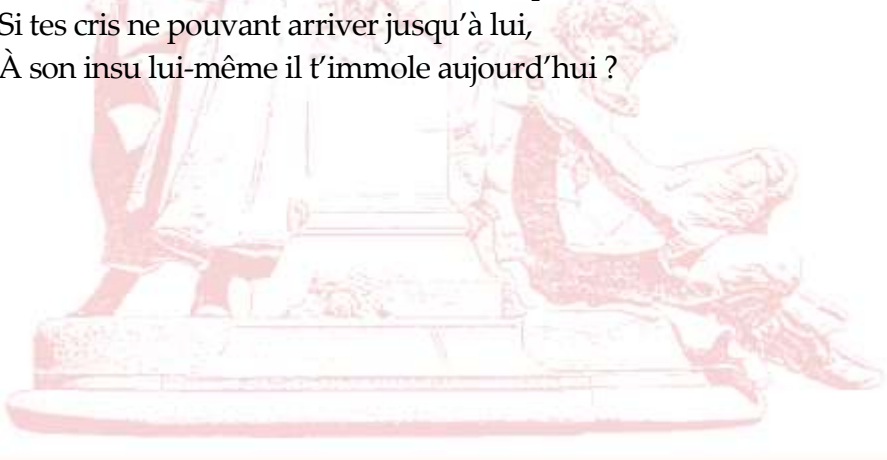 Si tes cris ne pouvant arriver jusqu’à lui,
À son insu lui-même il t’immole aujourd’hui ?